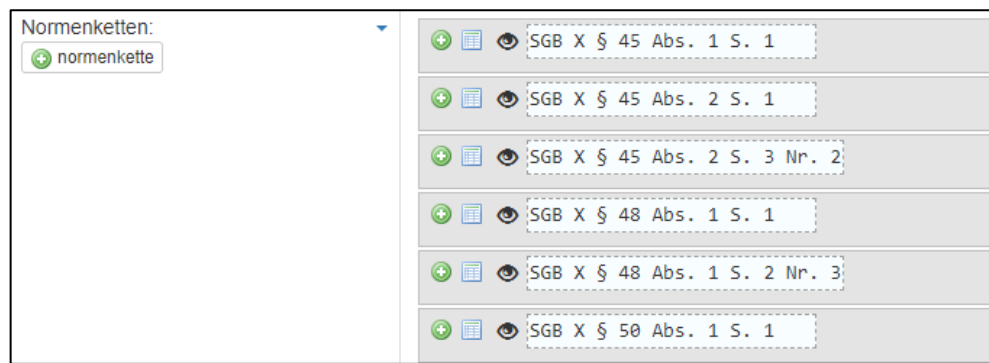 Normenketten:
normenkette
SGB X § 45 Abs. 1 S. 1
SGB X § 45 Abs. 2 S. 1
SGB X § 45 Abs. 2 S. 3 Nr. 2
SGB X § 48 Abs. 1 S. 1
SGB X § 48 Abs. 1 S. 2 Nr. 3
SGB X § 50 Abs. 1 S. 1